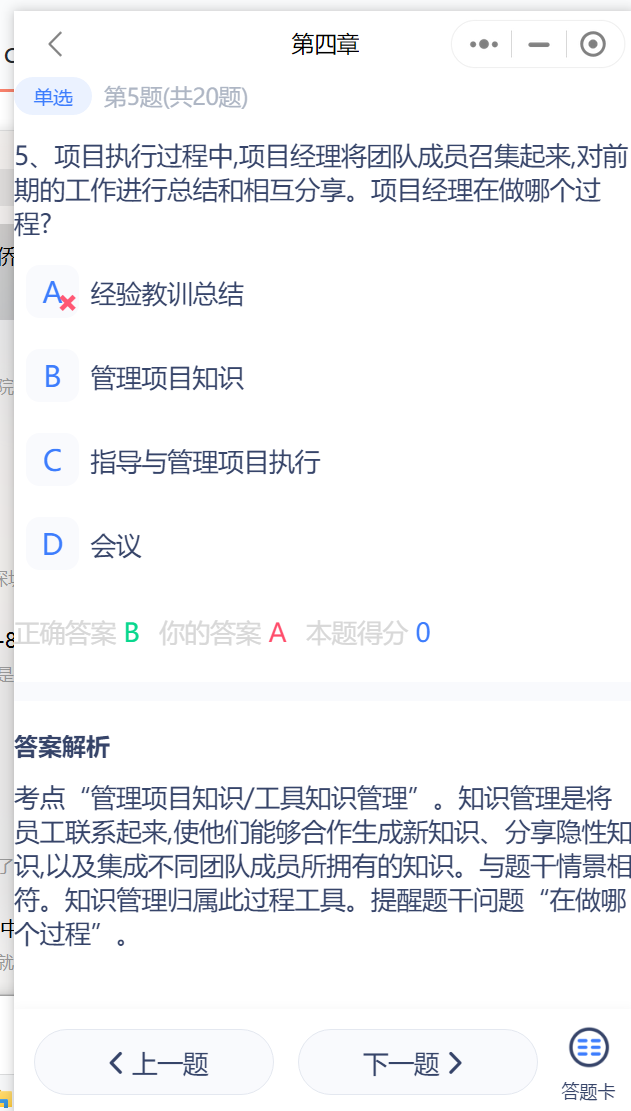 第四章
单选 第5题(共20题)
5、项目执行过程中,项目经理将团队成员召集起来,对前
期的工作进行总结和相互分享。项目经理在做哪个过
程?
A 经验教训总结
B 管理项目知识
C 指导与管理项目执行
D 会议
正确答案 B 你的答案 A 本题得分 0
答案解析
考点“管理项目知识/工具知识管理”。知识管理是将
员工联系起来,使他们能够合作生成新知识、分享隐性知
识,以及集成不同团队成员所拥有的知识。与题干情景相
符。知识管理归属此过程工具。提醒题干问题“在做哪
个过程”。
上一题 下一题 答题卡
侨
院
-8
是
了
中
就